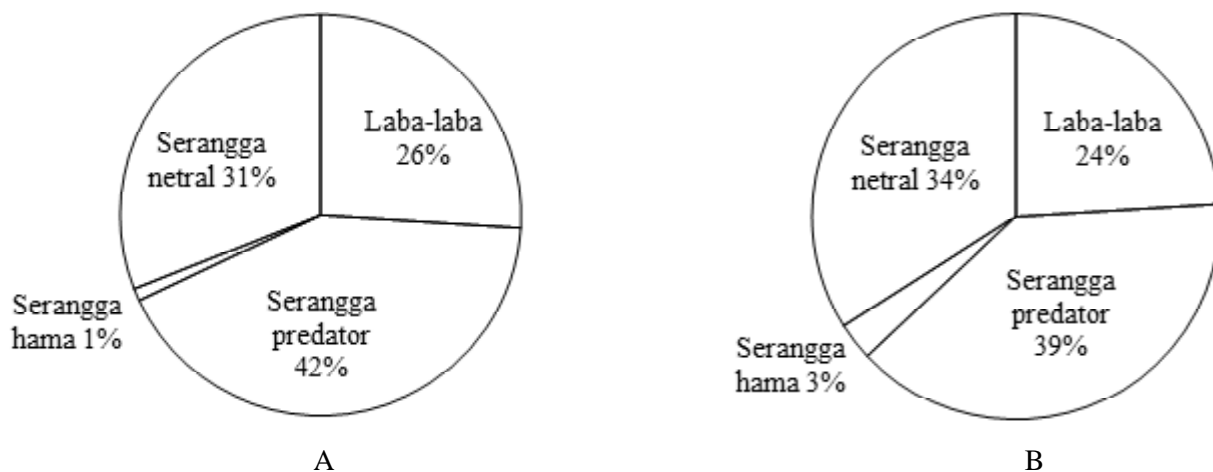 Laba-laba
26%
Serangga
netral 31%
Serangga
hama 1%
Serangga
predator
42%
A
Laba-laba
24%
Serangga
netral 34%
Serangga
predator
39%
Serangga
hama 3%
B